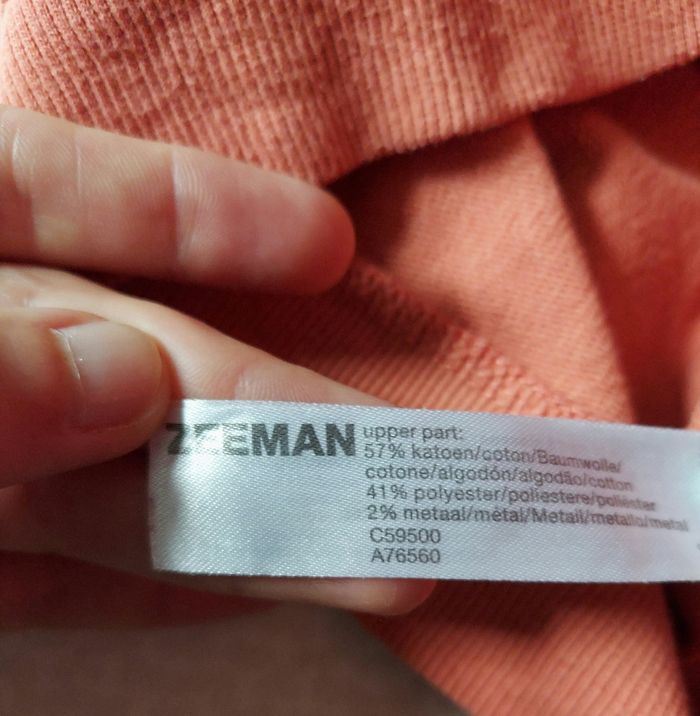 ZEEMAN
upper part:
57% katoen/coton/Baumwolle/
cotone/algodón/algodão/cotton
41% polyester/poliestere/poliéster
2% metaal/métal/Metall/metallo/metal
C59500
A76560